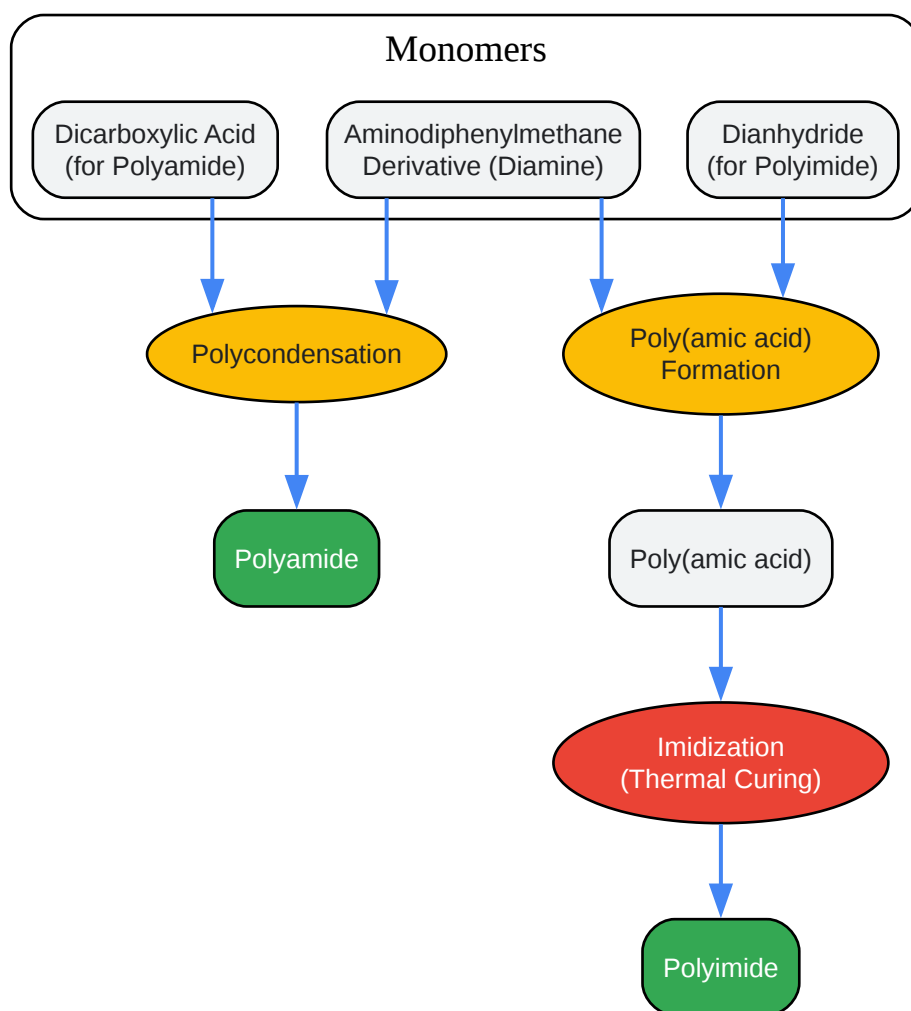 Monomers
Dicarboxylic Acid
(for Polyamide)
Aminodiphenylmethane
Derivative (Diamine)
Dianhydride
(for Polyimide)
Polycondensation
Poly(amic acid)
Formation
Polyamide
Poly(amic acid)
Imidization
(Thermal Curing)
Polyimide